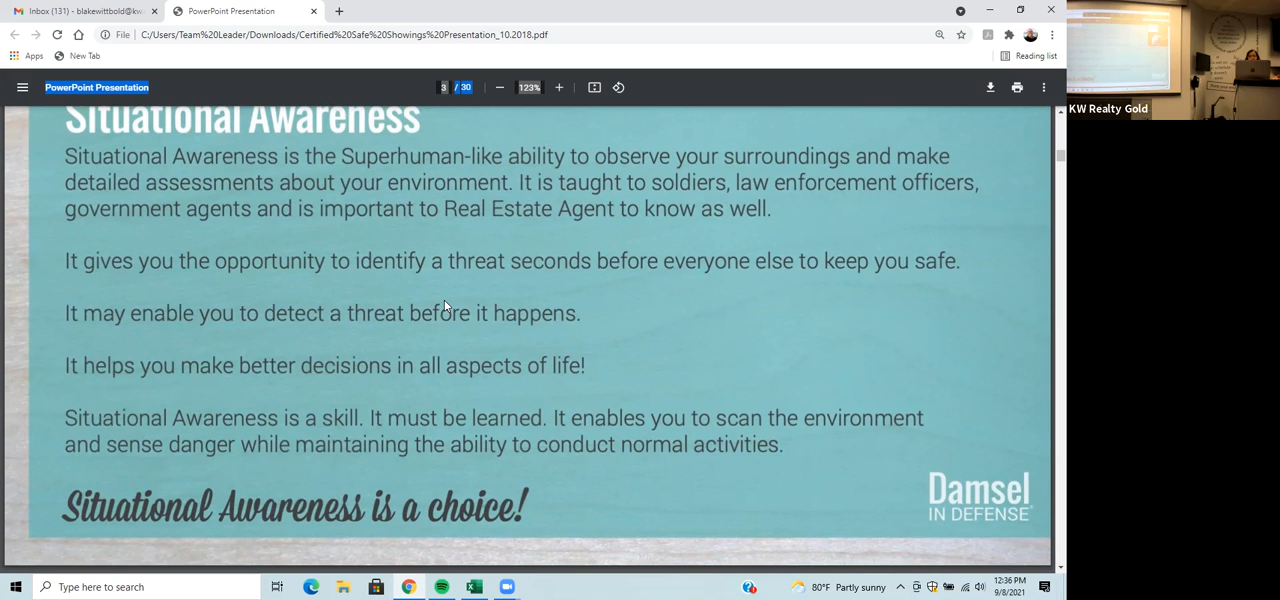 Inbox (131) - blakewittbold@kw
PowerPoint Presentation
File
C:/Users/Team%20Leader/Downloads/Certified%20Safe%20Showings%20Presentation_10.2018.pdf
Apps
New Tab
Reading list
PowerPoint Presentation
3 / 30
123%
KW Realty Gold
Situational Awareness
Situational Awareness is the Superhuman-like ability to observe your surroundings and make
detailed assessments about your environment. It is taught to soldiers, law enforcement officers,
government agents and is important to Real Estate Agent to know as well.
It gives you the opportunity to identify a threat seconds before everyone else to keep you safe.
It may enable you to detect a threat before it happens.
It helps you make better decisions in all aspects of life!
Situational Awareness is a skill. It must be learned. It enables you to scan the environment
and sense danger while maintaining the ability to conduct normal activities.
Situational Awareness is a choice!
Damsel
IN DEFENSE
Type here to search
80°F Partly sunny
12:36 PM
9/8/2021